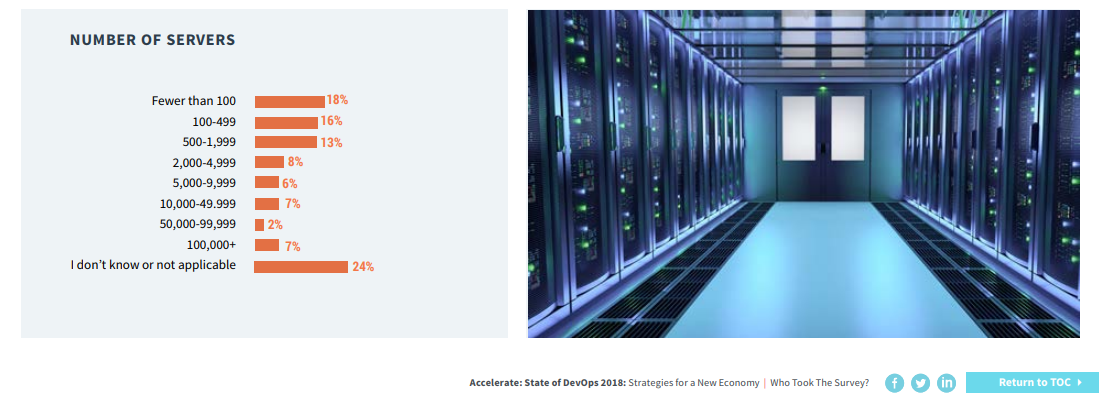 NUMBER OF SERVERS
Fewer than 100 18%
100-499 16%
500-1,999 13%
2,000-4,999 8%
5,000-9,999 6%
10,000-49.999 7%
50,000-99,999 2%
100,000+ 7%
I don't know or not applicable 24%
Accelerate: State of DevOps 2018: Strategies for a New Economy | Who Took The Survey?
Return to TOC